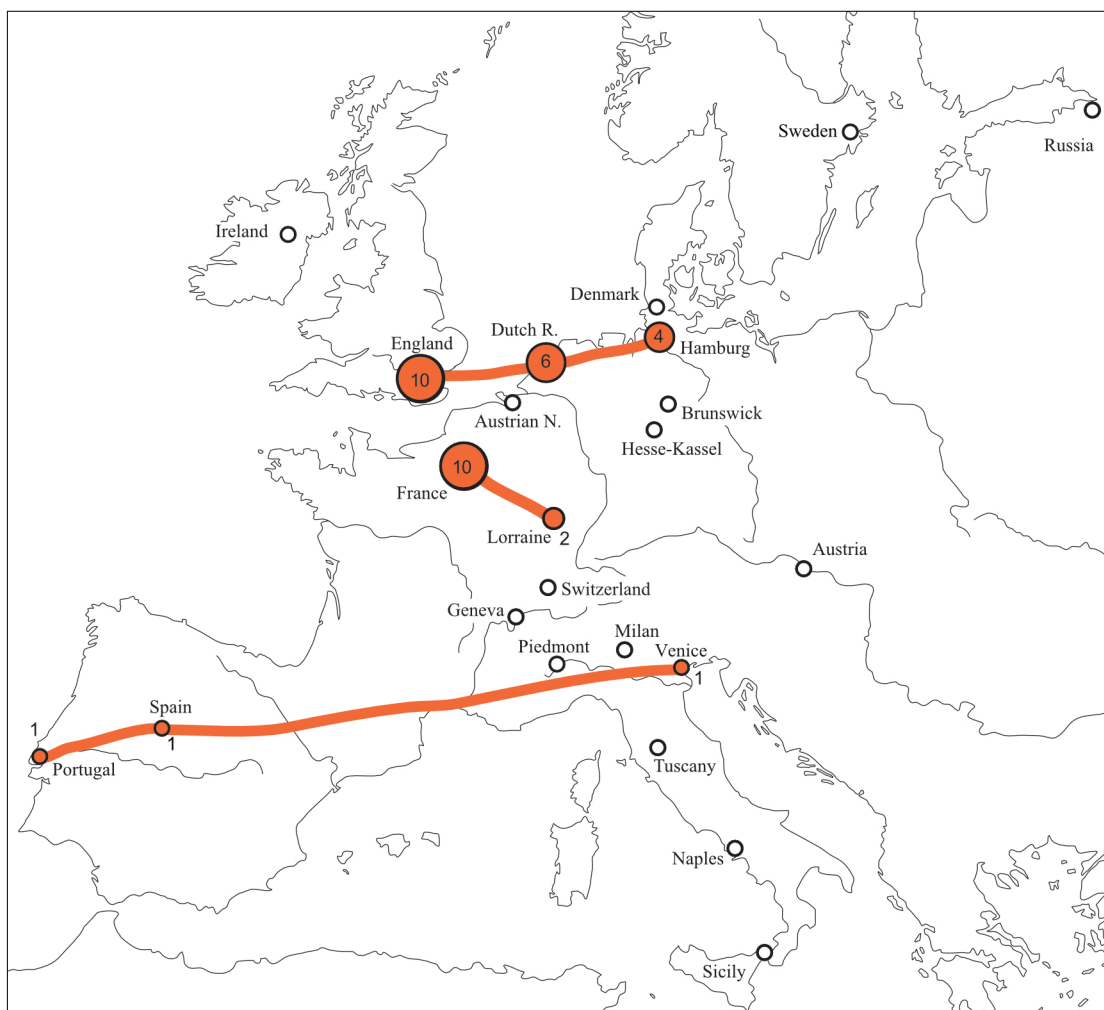 Sweden
Russia
Ireland
Denmark
Dutch R.
4
England
Hamburg
6
10
Brunswick
Austrian N.
Hesse-Kassel
10
France
Lorraine
2
Austria
Switzerland
Geneva
Milan
Piedmont
Venice
1
Spain
1
1
Portugal
Tuscany
Naples
Sicily